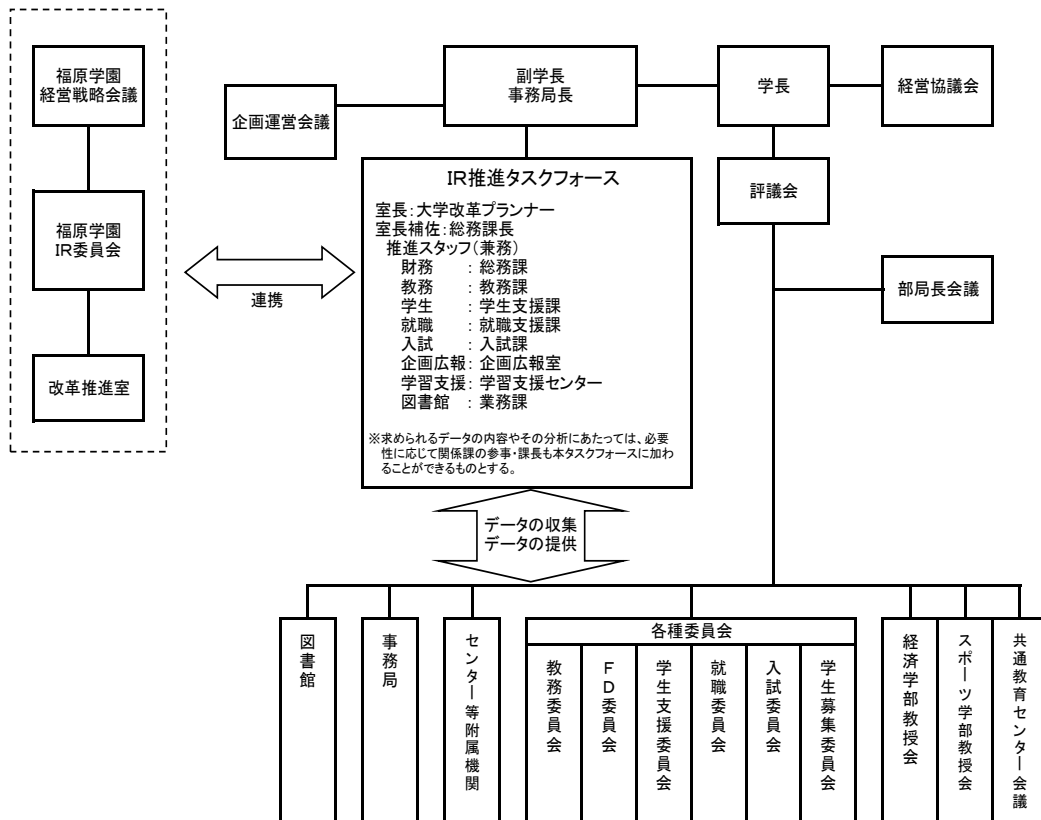 福原学園
経営戦略会議
福原学園
IR委員会
改革推進室
企画運営会議
副学長
事務局長
学長
経営協議会
評議会
部局長会議
連携
IR推進タスクフォース
室長：大学改革プランナー
室長補佐：総務課長
推進スタッフ（兼務）
財務　　：総務課
教務　　：教務課
学生　　：学生支援課
就職　　：就職支援課
入試　　：入試課
企画広報：企画広報室
学習支援：学習支援センター
図書館　：業務課
※求められるデータの内容やその分析にあたっては、必要
性に応じて関係課の参事・課長も本タスクフォースに加わ
ることができるものとする。
データの収集
データの提供
図書館
事務局
センター等附属機関
各種委員会
教務委員会
ＦＤ委員会
学生支援委員会
就職委員会
入試委員会
学生募集委員会
経済学部教授会
スポーツ学部教授会
共通教育センター会議